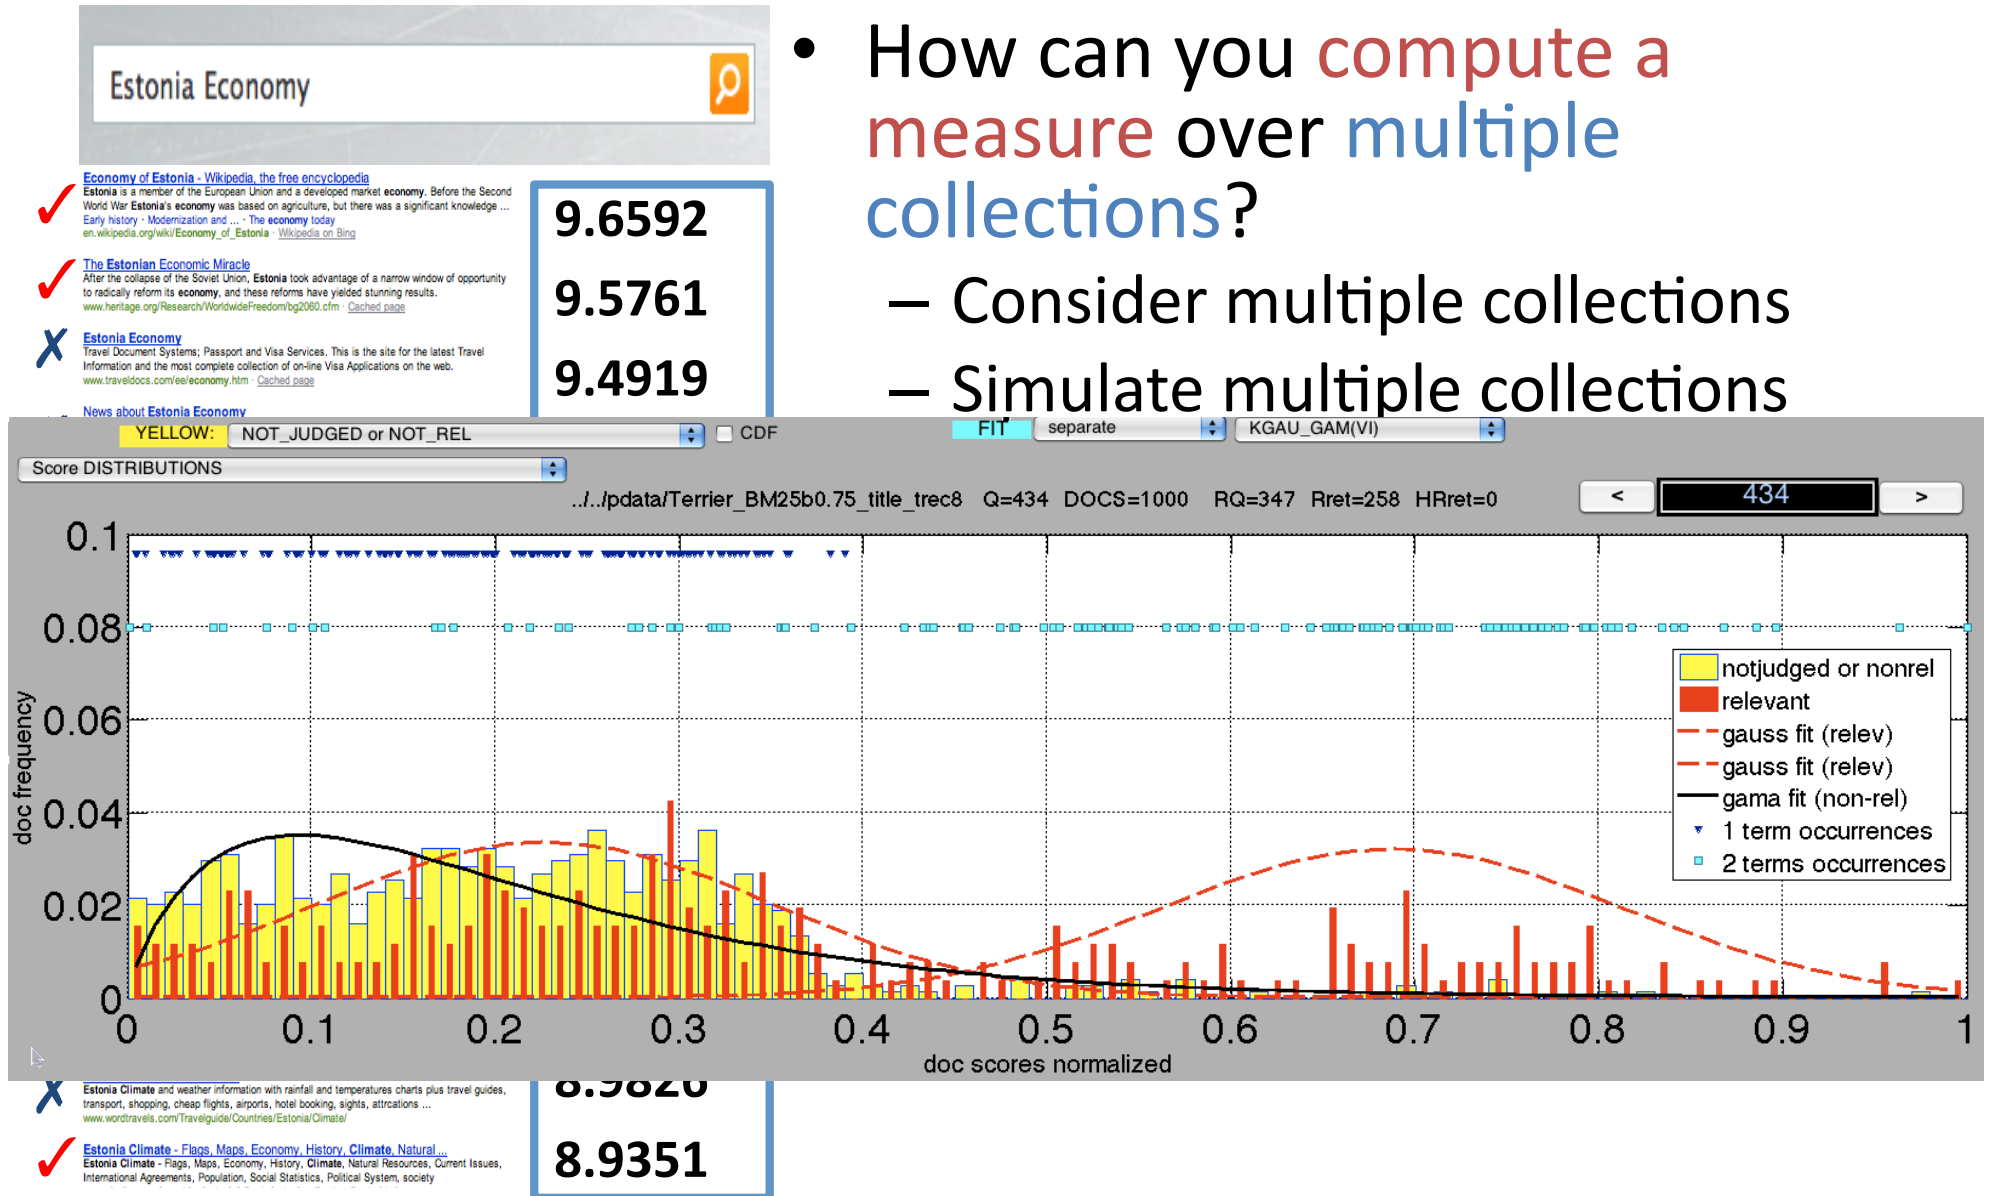 Estonia Economy
• How can you compute a
measure over multiple
collections?
– Consider multiple collections
– Simulate multiple collections
Economy of Estonia - Wikipedia, the free encyclopedia
Estonia is a member of the European Union and a developed market economy. Before the Second
World War Estonia's economy was based on agriculture, but there was a significant knowledge ...
Early history · Modernization and ... · The economy today
en.wikipedia.org/wiki/Economy_of_Estonia · Wikipedia on Bing
9.6592
The Estonian Economic Miracle
After the collapse of the Soviet Union, Estonia took advantage of a narrow window of opportunity
to radically reform its economy, and these reforms have yielded stunning results.
www.heritage.org/Research/WorldwideFreedom/bg2060.cfm · Cached page
9.5761
Estonia Economy
Travel Document Systems; Passport and Visa Services. This is the site for the latest Travel
Information and the most complete collection of on-line Visa Applications on the web.
www.traveldocs.com/ee/economy.htm · Cached page
9.4919
News about Estonia Economy
YELLOW: NOT_JUDGED or NOT_REL CDF FIT separate KGAU_GAM(VI)
Score DISTRIBUTIONS
../../pdata/Terrier_BM25b0.75_title_trec8 Q=434 DOCS=1000 RQ=347 Rret=258 HRret=0
< 434 >
0.1
0.08
0.06
0.04
0.02
0
doc frequency
notjudged or nonrel
relevant
gauss fit (relev)
gauss fit (relev)
gama fit (non-rel)
1 term occurrences
2 terms occurrences
0 0.1 0.2 0.3 0.4 0.5 0.6 0.7 0.8 0.9 1
doc scores normalized
Estonia Climate and weather information with rainfall and temperatures charts plus travel guides,
transport, shopping, cheap flights, airports, hotel booking, sights, attrcations ...
www.wordtravels.com/Travelguide/Countries/Estonia/Climate/
8.9826
Estonia Climate - Flags, Maps, Economy, History, Climate, Natural ...
Estonia Climate - Flags, Maps, Economy, History, Climate, Natural Resources, Current Issues,
International Agreements, Population, Social Statistics, Political System, society
8.9351